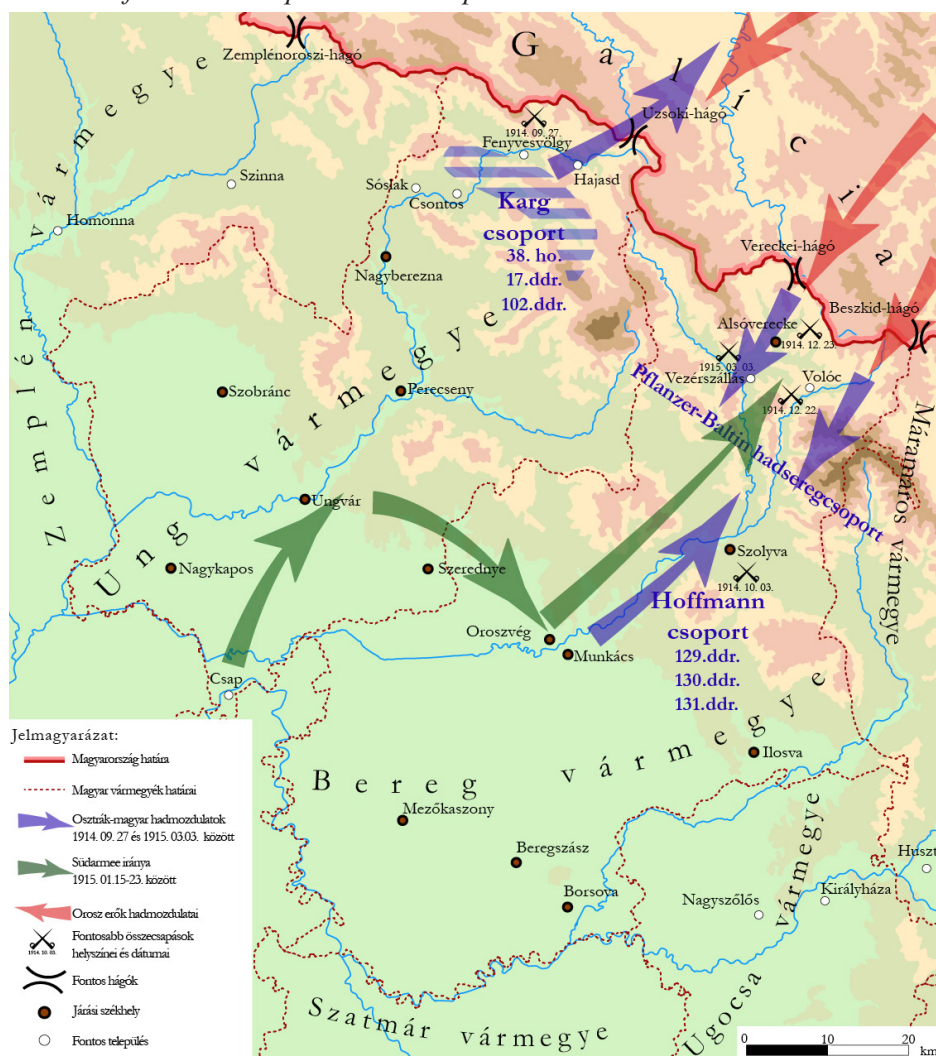 Zemplénoroszi-hágó
G a l í c i a
vármegye
1914. 09. 27.
Fenyvesvölgy
Uzsoki-hágó
Hajasd
Szinna
Sóslak
Csontos
Homonna
Karg
csoport
38. ho.
17.ddr.
102.ddr.
Nagyberezna
Vereckei-hágó
Beszkid-hágó
Alsóverecke
1914.12.23.
1915. 03. 03
Vezérszállás
Volóc
1914.12.22.
Pflanzer-Baltin hadseregcsoport
Szobránc
Perecseny
Zemplén
Ung vármegye
Máramaros vármegye
Ungvár
Nagykapos
Szerednye
Szolyva
1914.10.03.
Hoffmann
csoport
129.ddr.
130.ddr.
131.ddr.
Oroszvég
Munkács
Csap
Ilosva
Bereg vármegye
Mezőkaszony
Beregszász
Borsova
Nagyszőlős
Királyháza
Huszt
Ugocsa vármegye
Szatmár vármegye
Jelmagyarázat:
Magyarország határa
Magyar vármegyék határai
Osztrák-magyar hadmozdulatok
1914. 09. 27 és 1915. 03.03. között
Südarmee iránya
1915. 01.15-23. között
Orosz erők hadmozdulatai
Fontosabb összecsapások
helyszínei és dátumai
1914. 10. 03.
Fontos hágók
Járási székhely
Fontos település
0 10 20
km